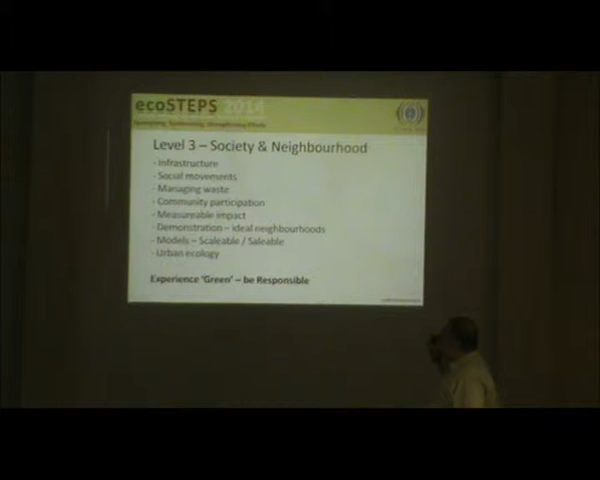 ecoSTEPS 2014
Level 3 – Society & Neighbourhood
- Infrastructure
- Social movements
- Managing waste
- Community participation
- Measureable impact
- Demonstration – ideal neighbourhoods
- Models – Scaleable / Saleable
- Urban ecology
Experience ‘Green’ – be Responsible